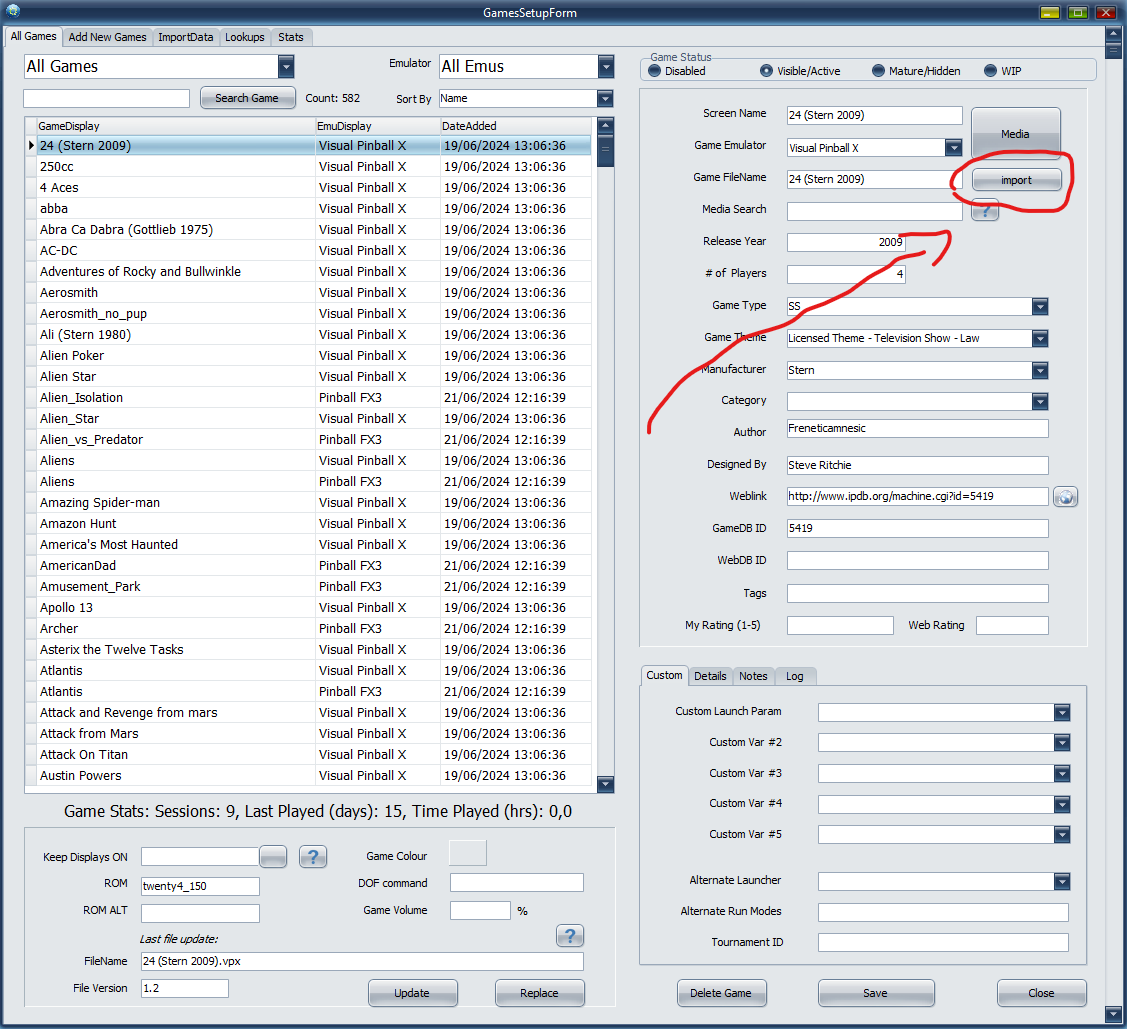 GamesSetupForm
All Games Add New Games ImportData Lookups Stats
All Games Emulator All Emus
Search Game Count: 582 Sort By Name
GameDisplay EmuDisplay DateAdded
24 (Stern 2009) Visual Pinball X 19/06/2024 13:06:36
250cc Visual Pinball X 19/06/2024 13:06:36
4 Aces Visual Pinball X 19/06/2024 13:06:36
abba Visual Pinball X 19/06/2024 13:06:36
Abra Ca Dabra (Gottlieb 1975) Visual Pinball X 19/06/2024 13:06:36
AC-DC Visual Pinball X 19/06/2024 13:06:36
Adventures of Rocky and Bullwinkle Visual Pinball X 19/06/2024 13:06:36
Aerosmith Visual Pinball X 19/06/2024 13:06:36
Aerosmith_no_pup Visual Pinball X 19/06/2024 13:06:36
Ali (Stern 1980) Visual Pinball X 19/06/2024 13:06:36
Alien Poker Visual Pinball X 19/06/2024 13:06:36
Alien Star Visual Pinball X 19/06/2024 13:06:36
Alien_Isolation Pinball FX3 21/06/2024 12:16:39
Alien_Star Visual Pinball X 19/06/2024 13:06:36
Alien_vs_Predator Pinball FX3 21/06/2024 12:16:39
Aliens Visual Pinball X 19/06/2024 13:06:36
Aliens Pinball FX3 21/06/2024 12:16:39
Amazing Spider-man Visual Pinball X 19/06/2024 13:06:36
Amazon Hunt Visual Pinball X 19/06/2024 13:06:36
America's Most Haunted Visual Pinball X 19/06/2024 13:06:36
AmericanDad Pinball FX3 21/06/2024 12:16:39
Amusement_Park Pinball FX3 21/06/2024 12:16:39
Apollo 13 Visual Pinball X 19/06/2024 13:06:36
Archer Pinball FX3 21/06/2024 12:16:39
Asterix the Twelve Tasks Visual Pinball X 19/06/2024 13:06:36
Atlantis Visual Pinball X 19/06/2024 13:06:36
Atlantis Pinball FX3 21/06/2024 12:16:39
Attack and Revenge from mars Visual Pinball X 19/06/2024 13:06:36
Attack from Mars Visual Pinball X 19/06/2024 13:06:36
Attack On Titan Visual Pinball X 19/06/2024 13:06:36
Austin Powers Visual Pinball X 19/06/2024 13:06:36
Game Stats: Sessions: 9, Last Played (days): 15, Time Played (hrs): 0,0
Keep Displays ON ? Game Colour
ROM twenty4_150 DOF command
ROM ALT Game Volume %
Last file update: ?
FileName 24 (Stern 2009).vpx
File Version 1.2 Update Replace
Game Status
Disabled Visible/Active Mature/Hidden WIP
Screen Name 24 (Stern 2009) Media
Game Emulator Visual Pinball X
Game FileName 24 (Stern 2009) import
Media Search ?
Release Year 2009
# of Players 4
Game Type SS
Game Theme Licensed Theme - Television Show - Law
Manufacturer Stern
Category
Author Freneticamnesic
Designed By Steve Ritchie
Weblink http://www.ipdb.org/machine.cgi?id=5419
GameDB ID 5419
WebDB ID
Tags
My Rating (1-5) Web Rating
Custom Details Notes Log
Custom Launch Param
Custom Var #2
Custom Var #3
Custom Var #4
Custom Var #5
Alternate Launcher
Alternate Run Modes
Tournament ID
Delete Game Save Close